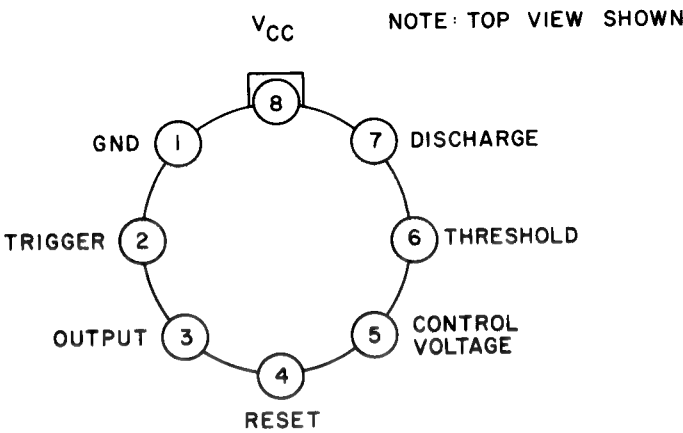 V_CC
NOTE: TOP VIEW SHOWN
8
GND 1
7 DISCHARGE
TRIGGER 2
6 THRESHOLD
OUTPUT 3
5 CONTROL
VOLTAGE
4
RESET